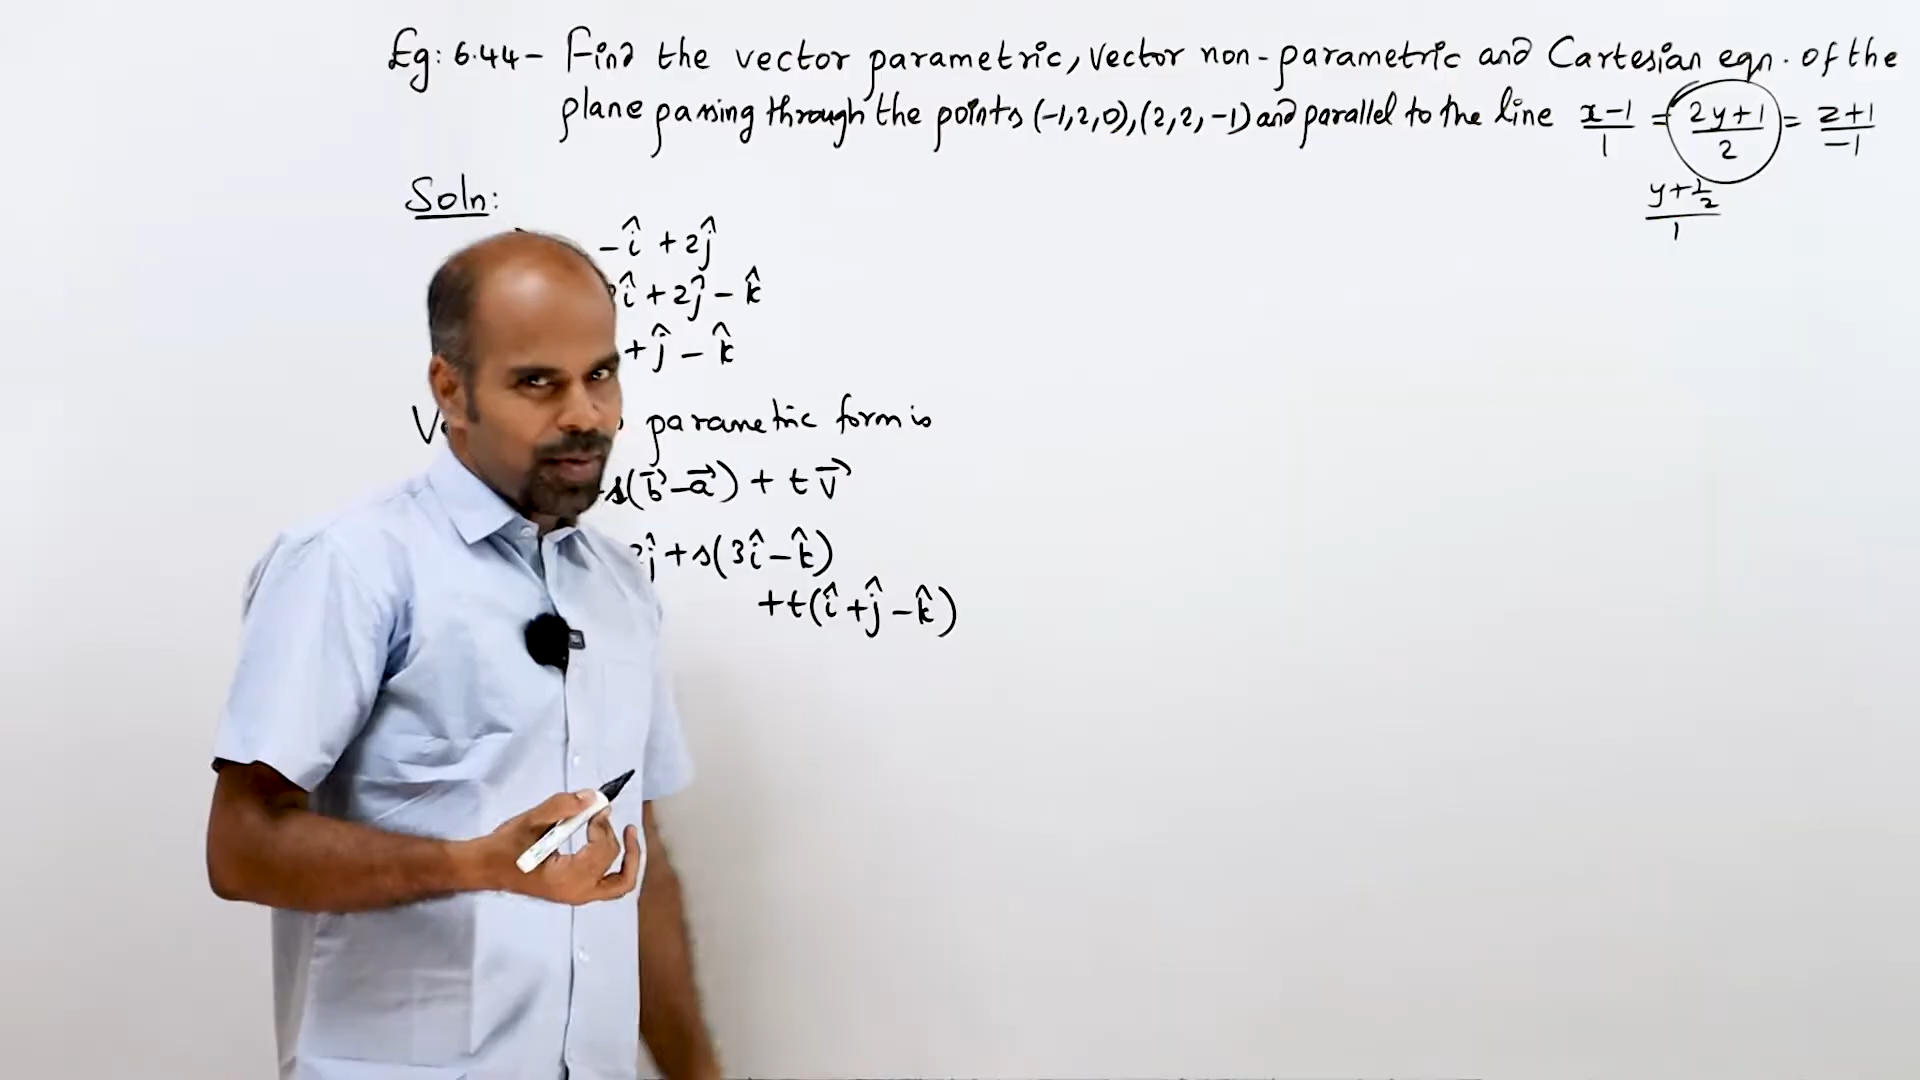 Eg: 6.44 - Find the vector parametric, vector non-parametric and Cartesian eqn. of the
plane passing through the points (-1,2,0), (2,2,-1) and parallel to the line (x-1)/1 = (2y+1)/2 = (z+1)/-1
(y+1/2)/1
Soln:
-î + 2ĵ
î + 2ĵ - k̂
+ ĵ - k̂
parametric form is
s(b⃗ - a⃗) + t v⃗
ĵ + s(3î - k̂)
+ t(î + ĵ - k̂)